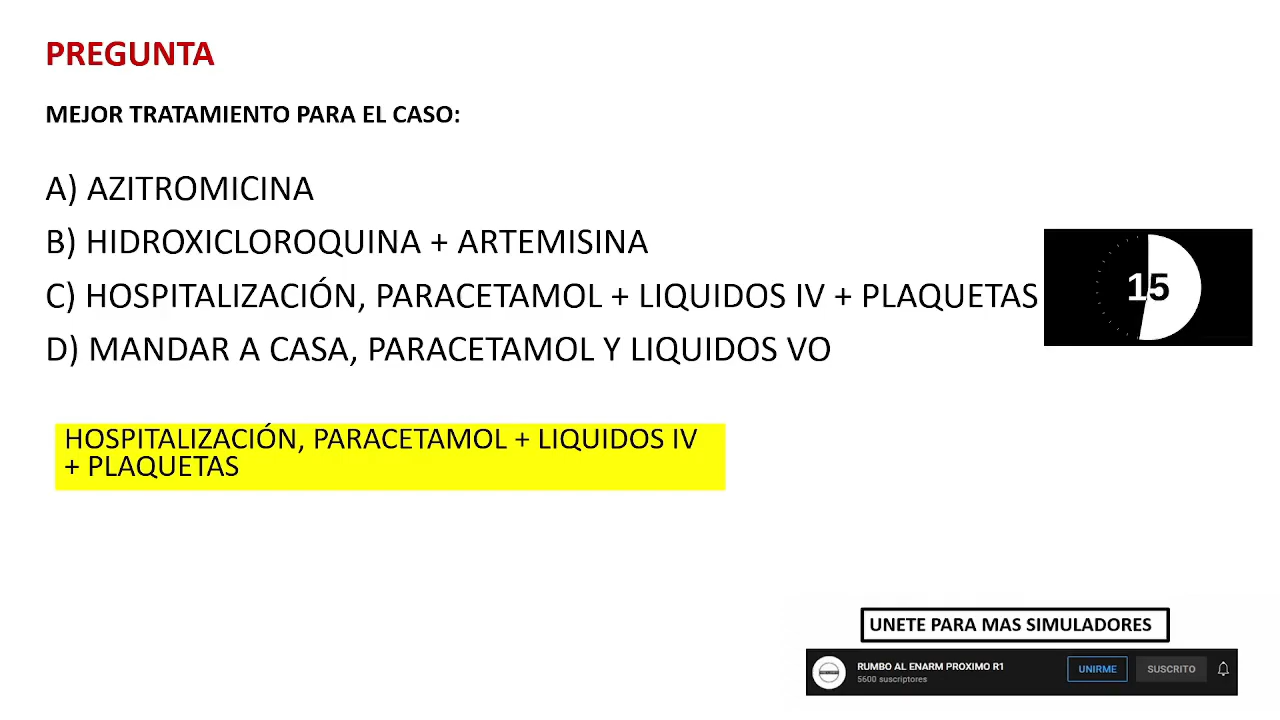 PREGUNTA
MEJOR TRATAMIENTO PARA EL CASO:
A) AZITROMICINA
B) HIDROXICLOROQUINA + ARTEMISINA
C) HOSPITALIZACIÓN, PARACETAMOL + LIQUIDOS IV + PLAQUETAS
15
D) MANDAR A CASA, PARACETAMOL Y LIQUIDOS VO
HOSPITALIZACIÓN, PARACETAMOL + LIQUIDOS IV
+ PLAQUETAS
UNETE PARA MAS SIMULADORES
RUMBO AL ENARM PROXIMO R1
5600 suscriptores
UNIRME
SUSCRITO